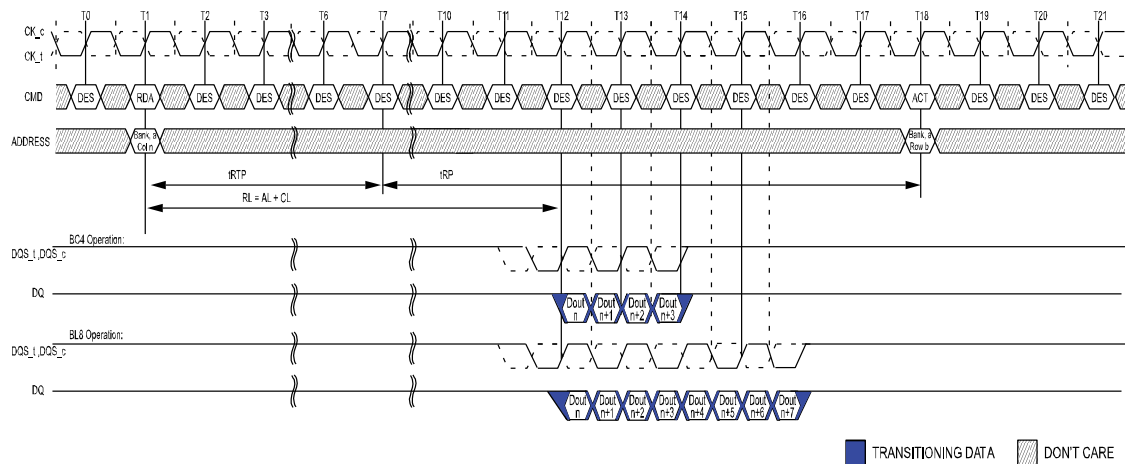 T0 T1 T2 T3 T6 T7 T10 T11 T12 T13 T14 T15 T16 T17 T18 T19 T20 T21
CK_c
CK_t
CMD DES RDA DES DES DES DES DES DES DES DES DES DES DES DES ACT DES DES DES
ADDRESS Bank, a Bank, a
Col n Row b
tRTP tRP
RL = AL + CL
BC4 Operation:
DQS_t ,DQS_c
DQ Dout Dout Dout Dout
n n+1 n+2 n+3
BL8 Operation:
DQS_t ,DQS_c
DQ Dout Dout Dout Dout Dout Dout Dout Dout
n n+1 n+2 n+3 n+4 n+5 n+6 n+7
TRANSITIONING DATA DON'T CARE